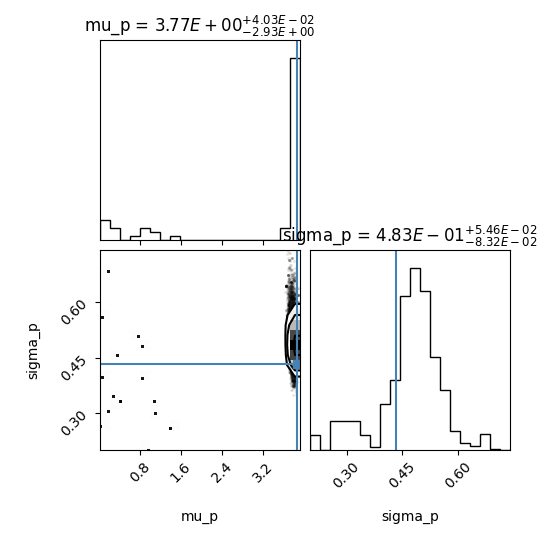 mu_p = 3.77E + 00 +4.03E − 02 −2.93E + 00
sigma_p = 4.83E − 01 +5.46E − 02 −8.32E − 02
sigma_p
0.60
0.45
0.30
0.8 1.6 2.4 3.2
0.30 0.45 0.60
mu_p
sigma_p